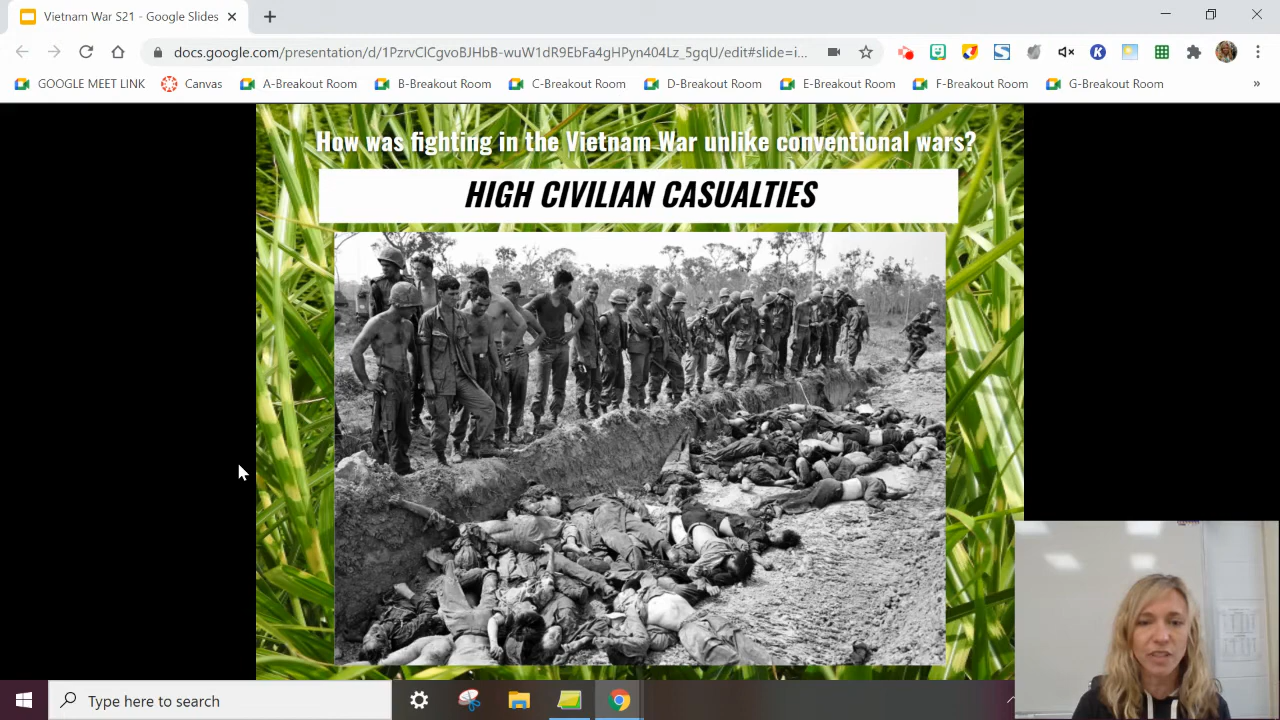 Vietnam War S21 - Google Slides
docs.google.com/presentation/d/1PzrvClCgvoBJHbB-wuW1dR9EbFa4gHPyn404Lz_5gqU/edit#slide=i...
GOOGLE MEET LINK
Canvas
A-Breakout Room
B-Breakout Room
C-Breakout Room
D-Breakout Room
E-Breakout Room
F-Breakout Room
G-Breakout Room
»
How was fighting in the Vietnam War unlike conventional wars?
HIGH CIVILIAN CASUALTIES
Type here to search